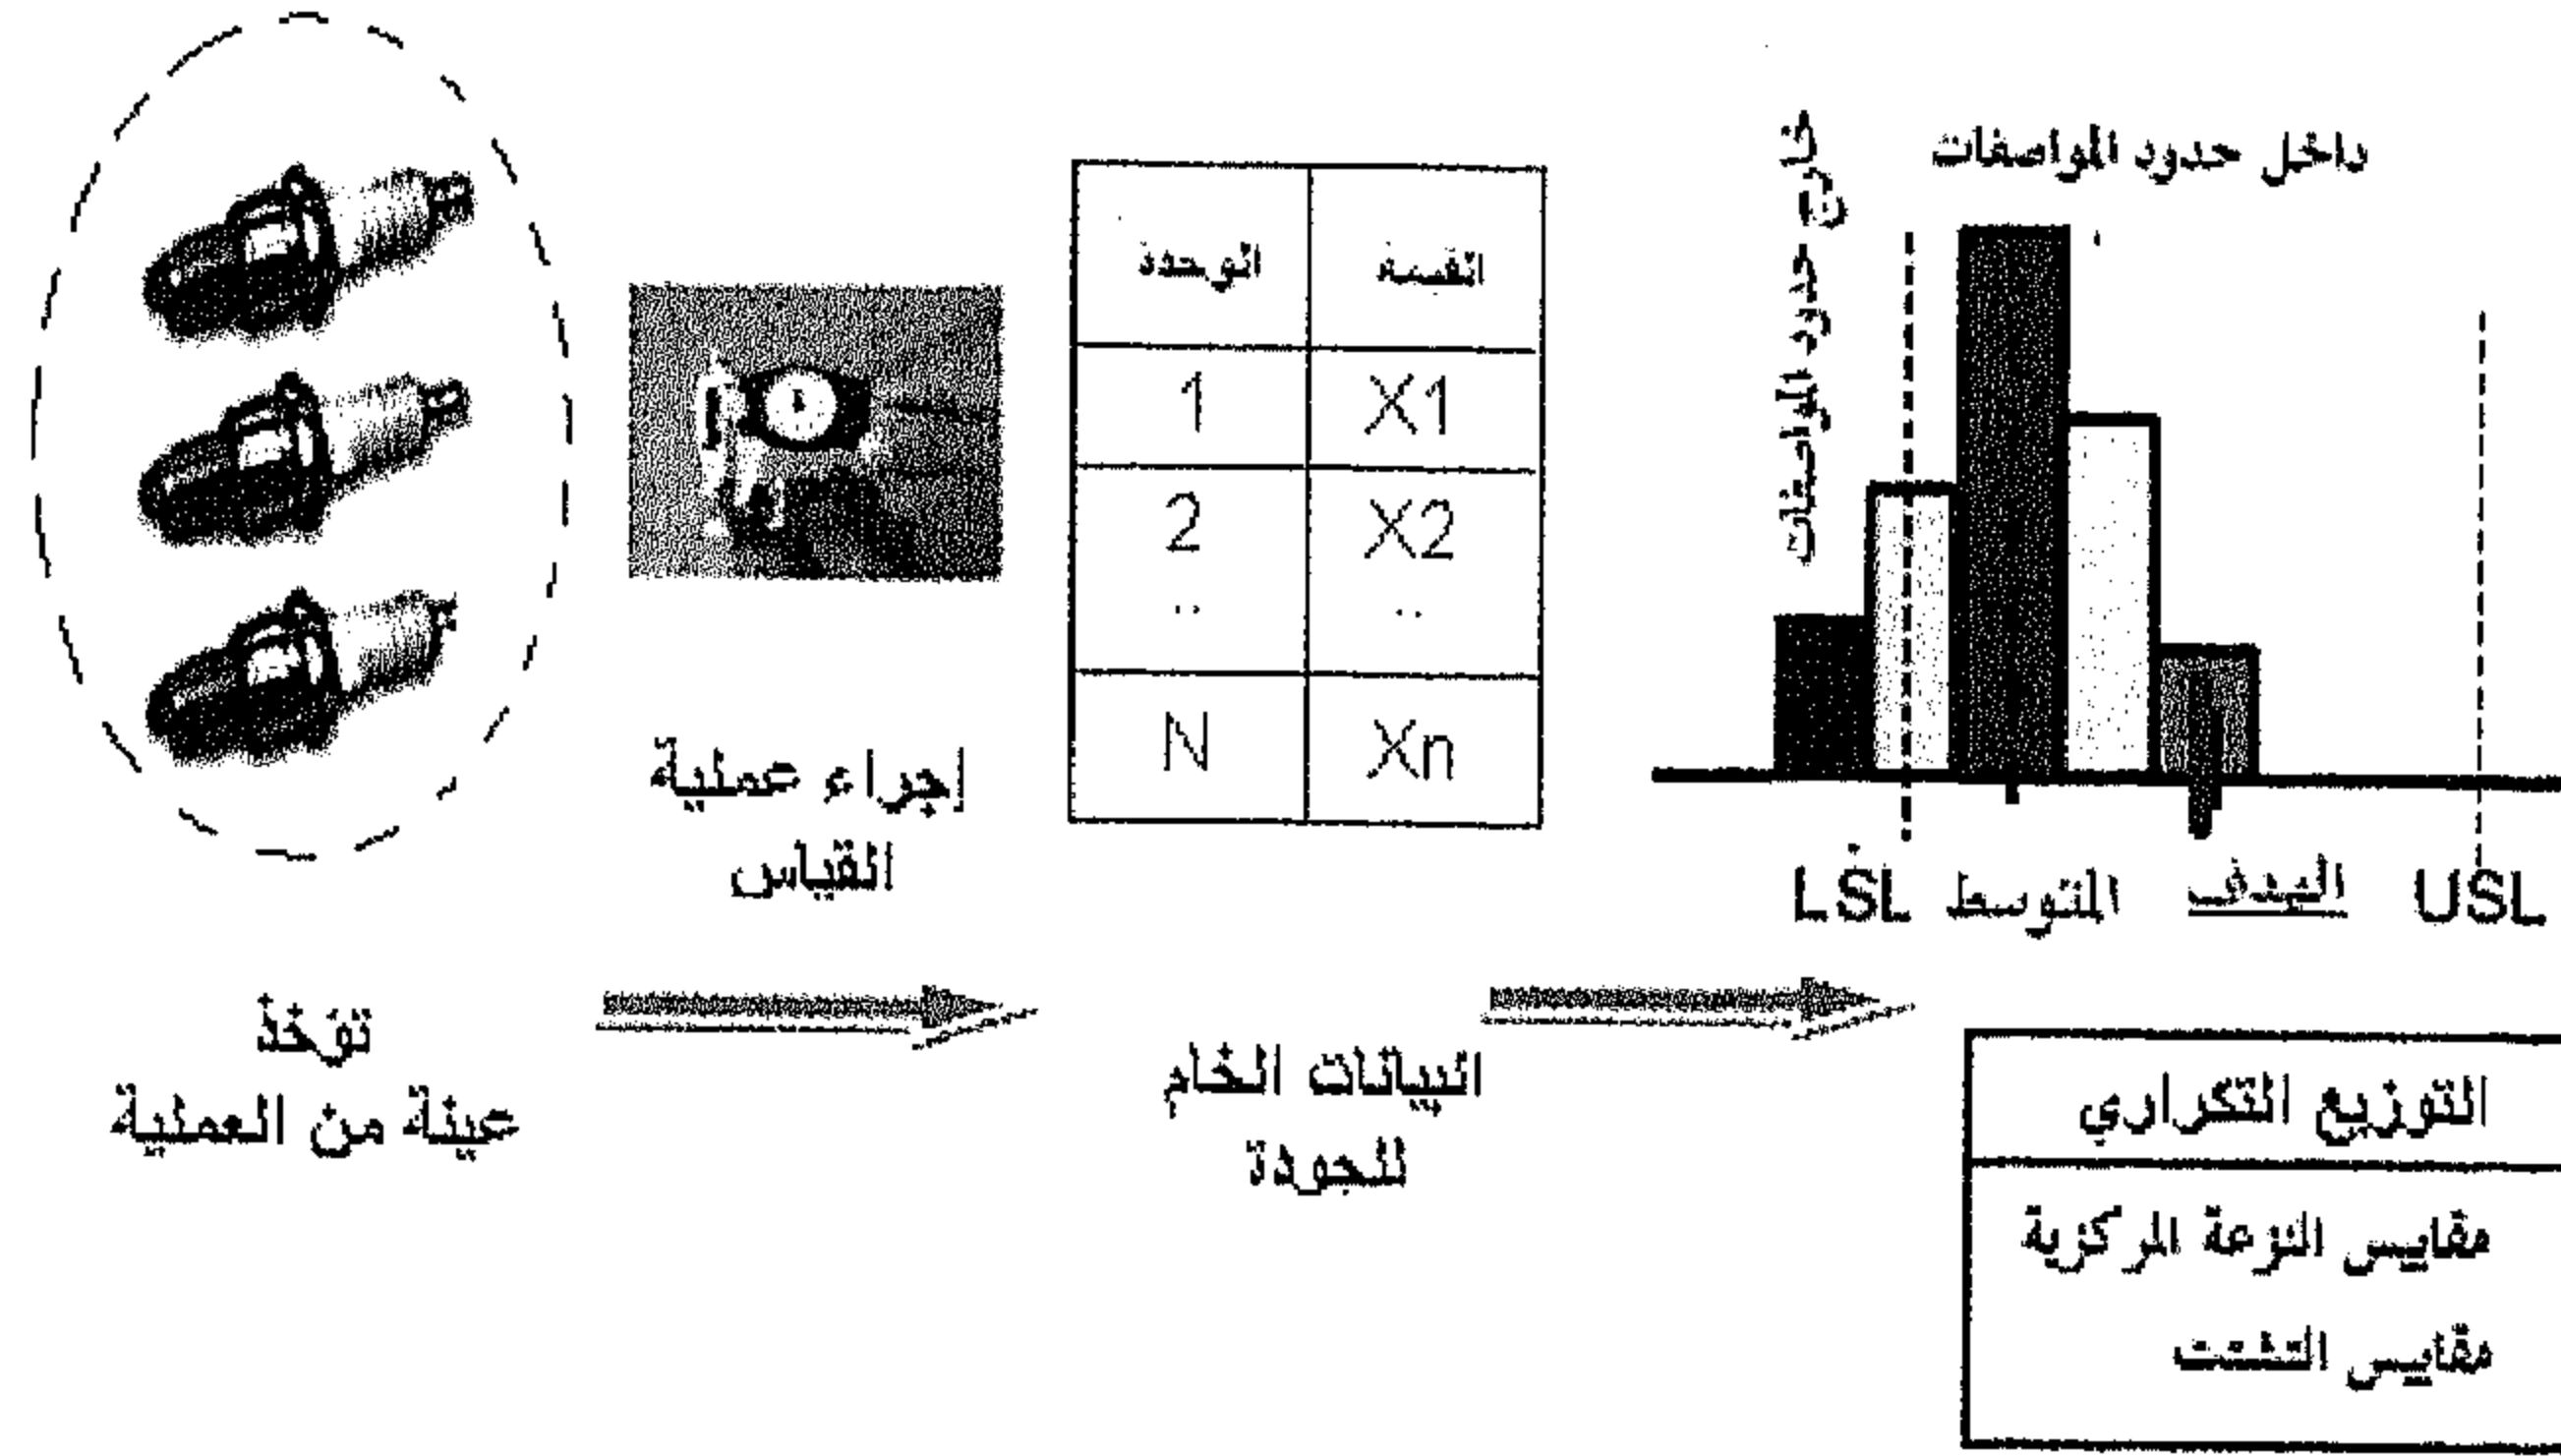 تؤخذ
عينة من العملية
إجراء عملية
القياس
الوحدة القيمة
1 X1
2 X2
.. ..
N Xn
البيانات الخام
للجودة
خارج حدود المواصفات
داخل حدود المواصفات
LSL المتوسط الهدف USL
التوزيع التكراري
مقاييس النزعة المركزية
مقاييس التشتت